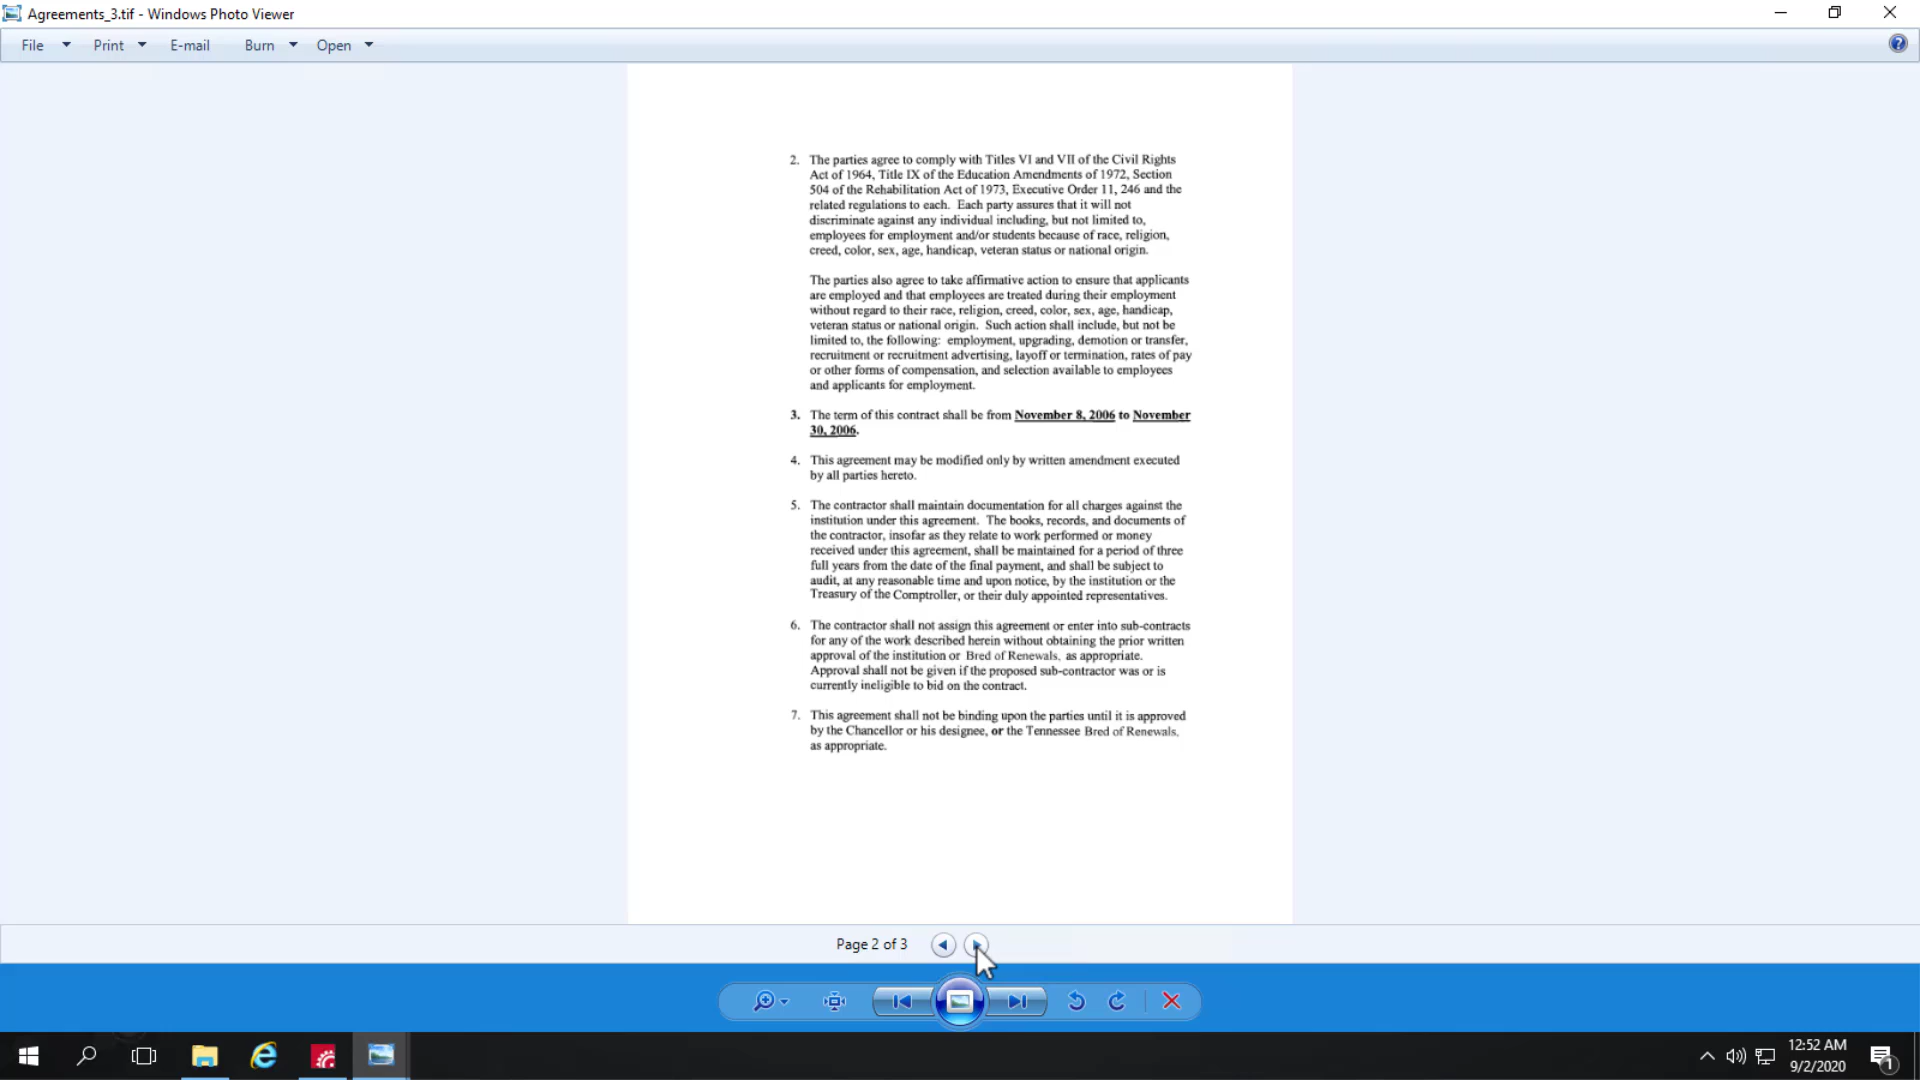 Agreements_3.tif - Windows Photo Viewer
File Print E-mail Burn Open
2. The parties agree to comply with Titles VI and VII of the Civil Rights
Act of 1964, Title IX of the Education Amendments of 1972, Section
504 of the Rehabilitation Act of 1973, Executive Order 11, 246 and the
related regulations to each. Each party assures that it will not
discriminate against any individual including, but not limited to,
employees for employment and/or students because of race, religion,
creed, color, sex, age, handicap, veteran status or national origin.
The parties also agree to take affirmative action to ensure that applicants
are employed and that employees are treated during their employment
without regard to their race, religion, creed, color, sex, age, handicap,
veteran status or national origin. Such action shall include, but not be
limited to, the following: employment, upgrading, demotion or transfer,
recruitment or recruitment advertising, layoff or termination, rates of pay
or other forms of compensation, and selection available to employees
and applicants for employment.
3. The term of this contract shall be from November 8, 2006 to November
30, 2006.
4. This agreement may be modified only by written amendment executed
by all parties hereto.
5. The contractor shall maintain documentation for all charges against the
institution under this agreement. The books, records, and documents of
the contractor, insofar as they relate to work performed or money
received under this agreement, shall be maintained for a period of three
full years from the date of the final payment, and shall be subject to
audit, at any reasonable time and upon notice, by the institution or the
Treasury of the Comptroller, or their duly appointed representatives.
6. The contractor shall not assign this agreement or enter into sub-contracts
for any of the work described herein without obtaining the prior written
approval of the institution or Bred of Renewals, as appropriate.
Approval shall not be given if the proposed sub-contractor was or is
currently ineligible to bid on the contract.
7. This agreement shall not be binding upon the parties until it is approved
by the Chancellor or his designee, or the Tennessee Bred of Renewals,
as appropriate.
Page 2 of 3
12:52 AM
9/2/2020
1